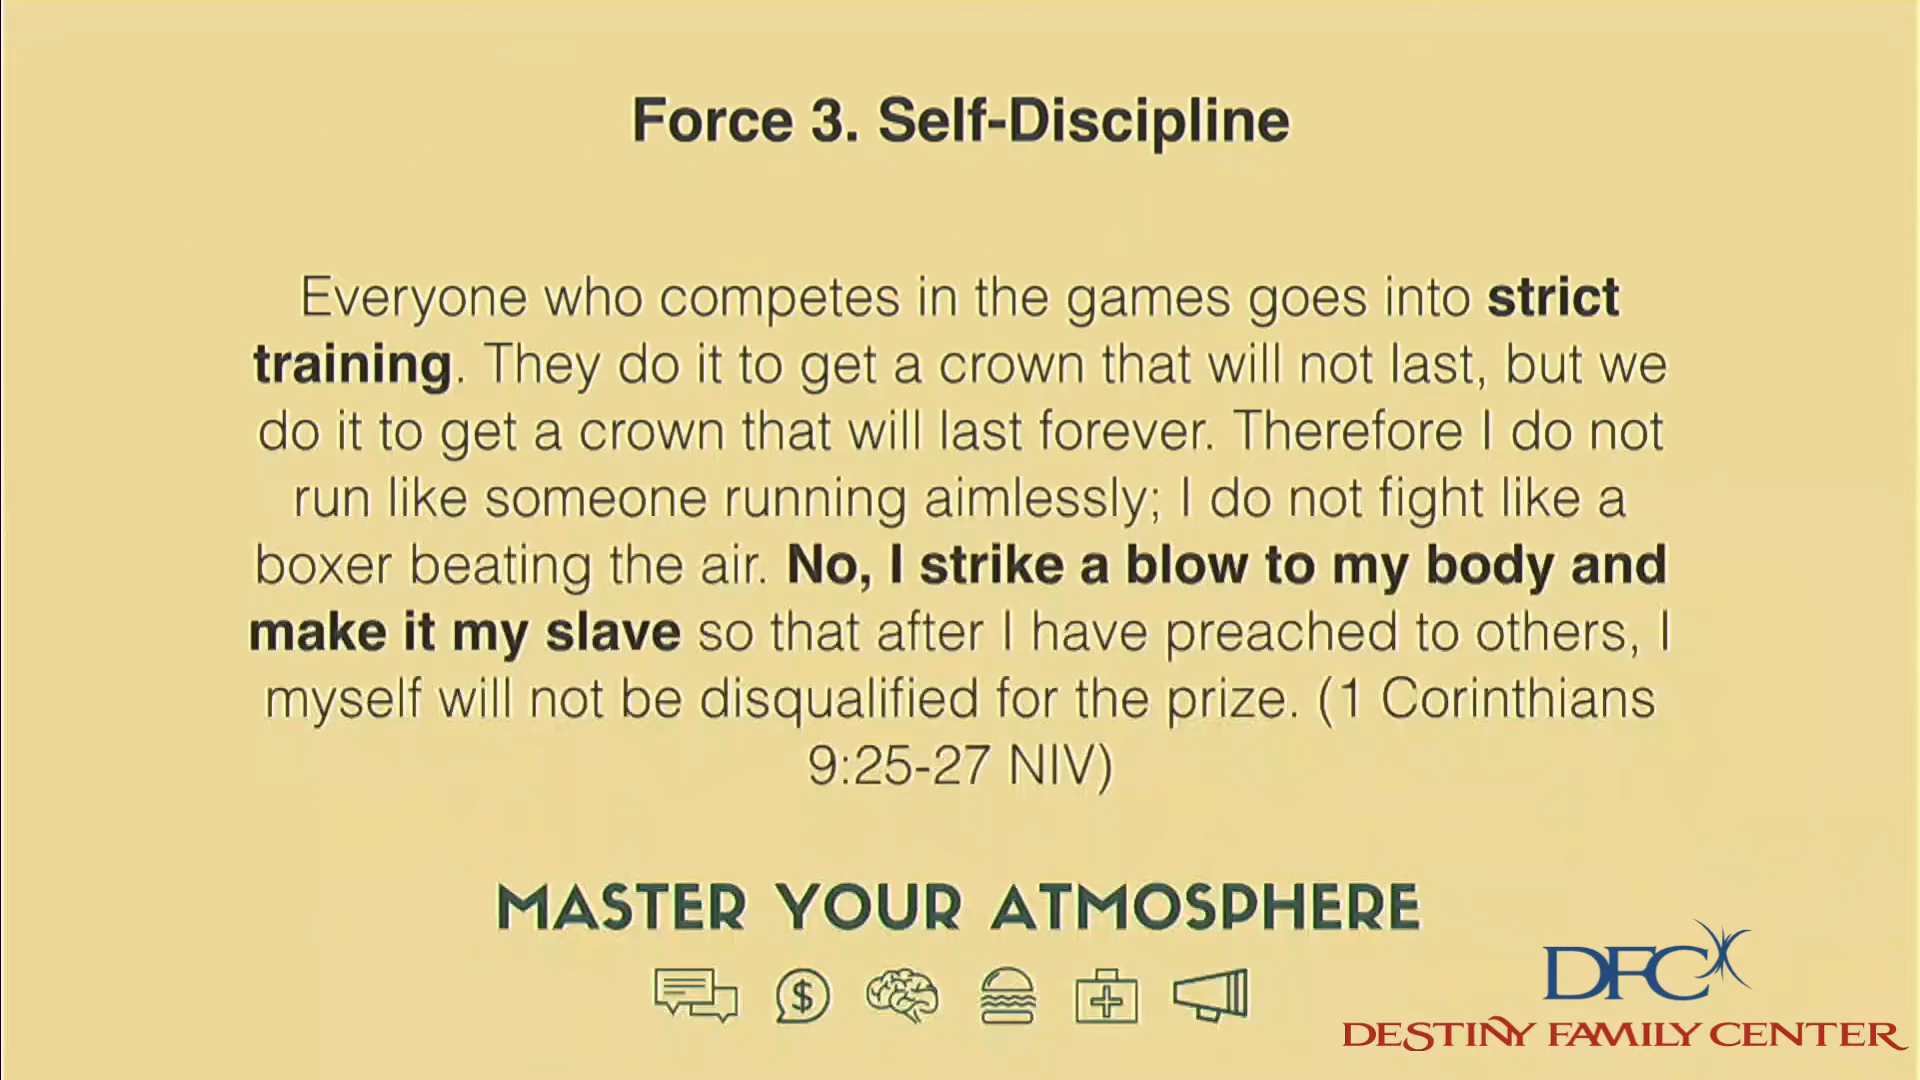 Force 3. Self-Discipline
Everyone who competes in the games goes into strict
training. They do it to get a crown that will not last, but we
do it to get a crown that will last forever. Therefore I do not
run like someone running aimlessly; I do not fight like a
boxer beating the air. No, I strike a blow to my body and
make it my slave so that after I have preached to others, I
myself will not be disqualified for the prize. (1 Corinthians
9:25-27 NIV)
MASTER YOUR ATMOSPHERE
$
DFC
DESTINY FAMILY CENTER